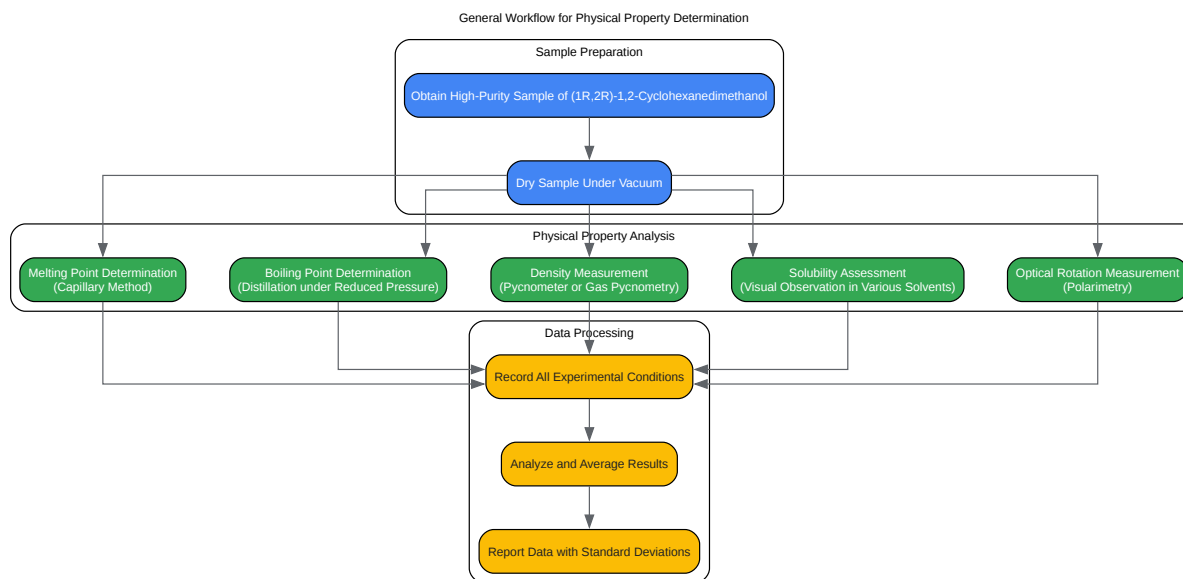 General Workflow for Physical Property Determination
Sample Preparation
Obtain High-Purity Sample of (1R,2R)-1,2-Cyclohexanedimethanol
Dry Sample Under Vacuum
Physical Property Analysis
Melting Point Determination
(Capillary Method)
Boiling Point Determination
(Distillation under Reduced Pressure)
Density Measurement
(Pycnometer or Gas Pycnometry)
Solubility Assessment
(Visual Observation in Various Solvents)
Optical Rotation Measurement
(Polarimetry)
Data Processing
Record All Experimental Conditions
Analyze and Average Results
Report Data with Standard Deviations